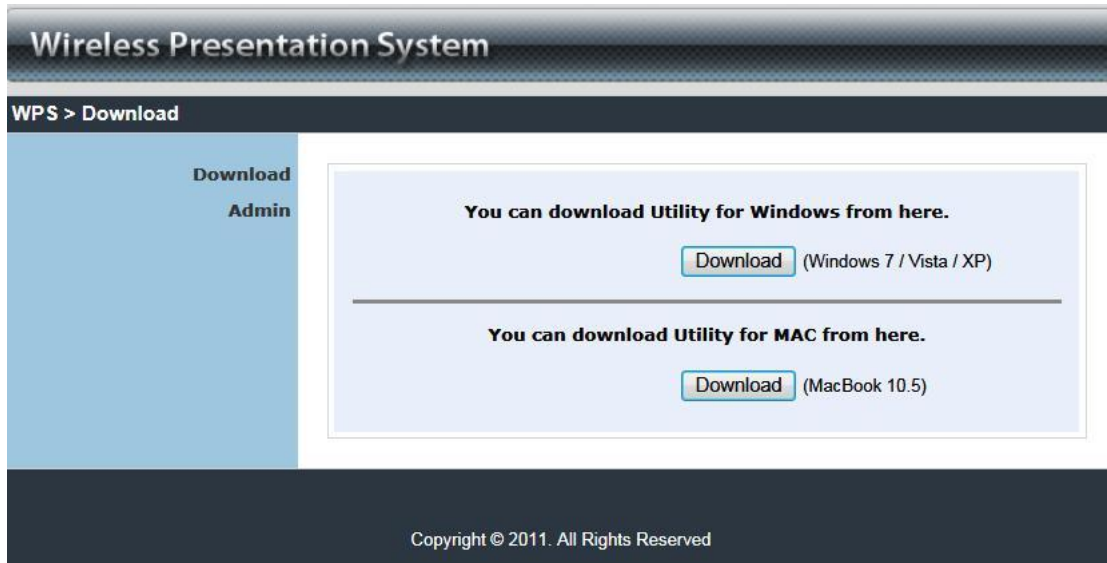 Wireless Presentation System
WPS > Download
Download
Admin
You can download Utility for Windows from here.
Download (Windows 7 / Vista / XP)
You can download Utility for MAC from here.
Download (MacBook 10.5)
Copyright © 2011. All Rights Reserved